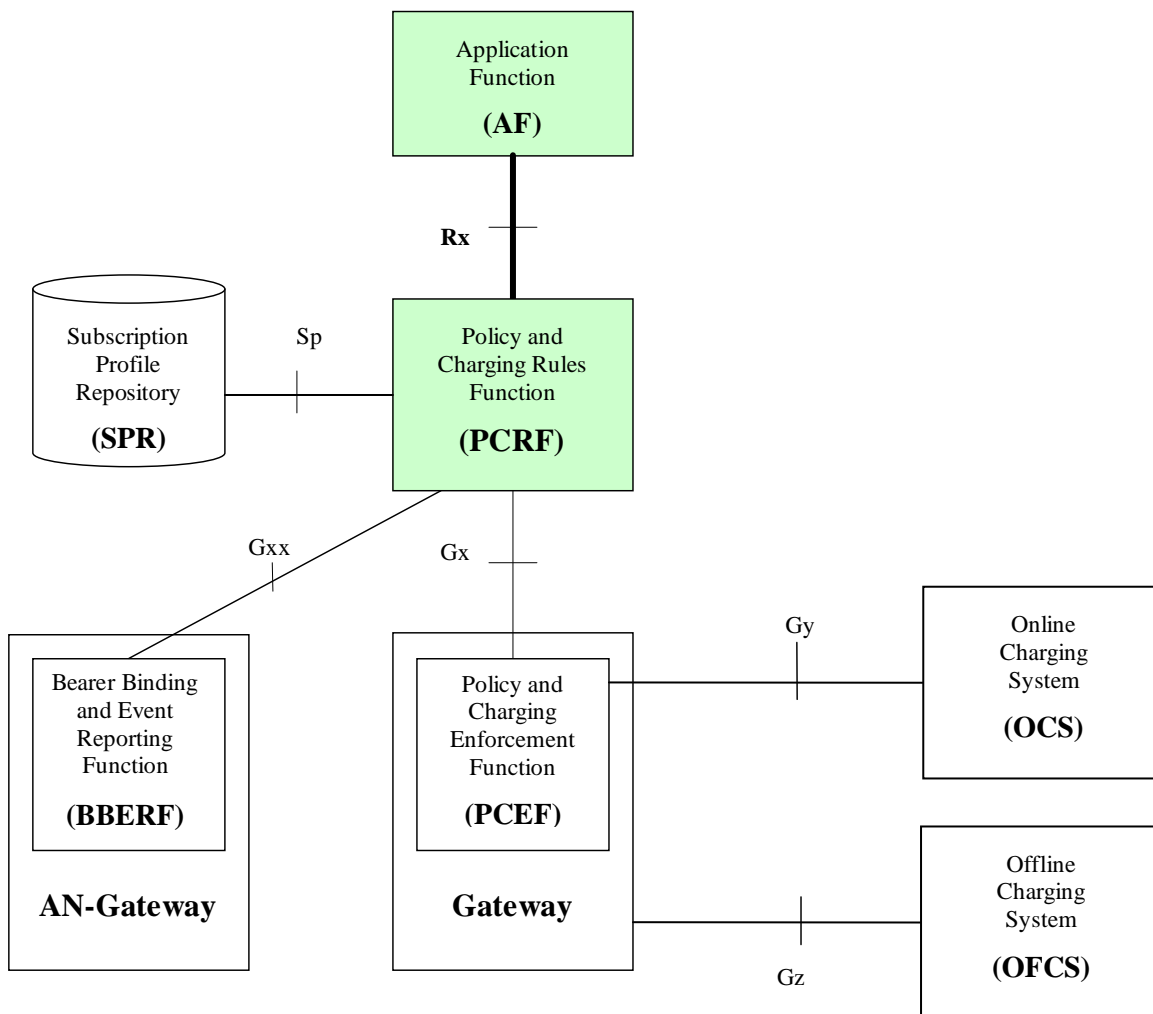 Application
Function
(AF)
Rx
Subscription
Profile
Repository
(SPR)
Sp
Policy and
Charging Rules
Function
(PCRF)
Gxx
Gx
Bearer Binding
and Event
Reporting
Function
(BBERF)
AN-Gateway
Policy and
Charging
Enforcement
Function
(PCEF)
Gateway
Gy
Online
Charging
System
(OCS)
Gz
Offline
Charging
System
(OFCS)